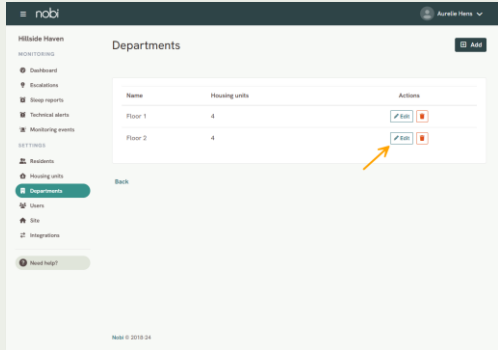 nobi
Aurelie Hens
Hillside Haven
MONITORING
Dashboard
Escalations
Sleep reports
Technical alerts
Monitoring events
SETTINGS
Residents
Housing units
Departments
Users
Site
Integrations
Need help?
Departments
Add
Name Housing units Actions
Floor 1 4 Edit
Floor 2 4 Edit
Back
Nobi © 2018-24